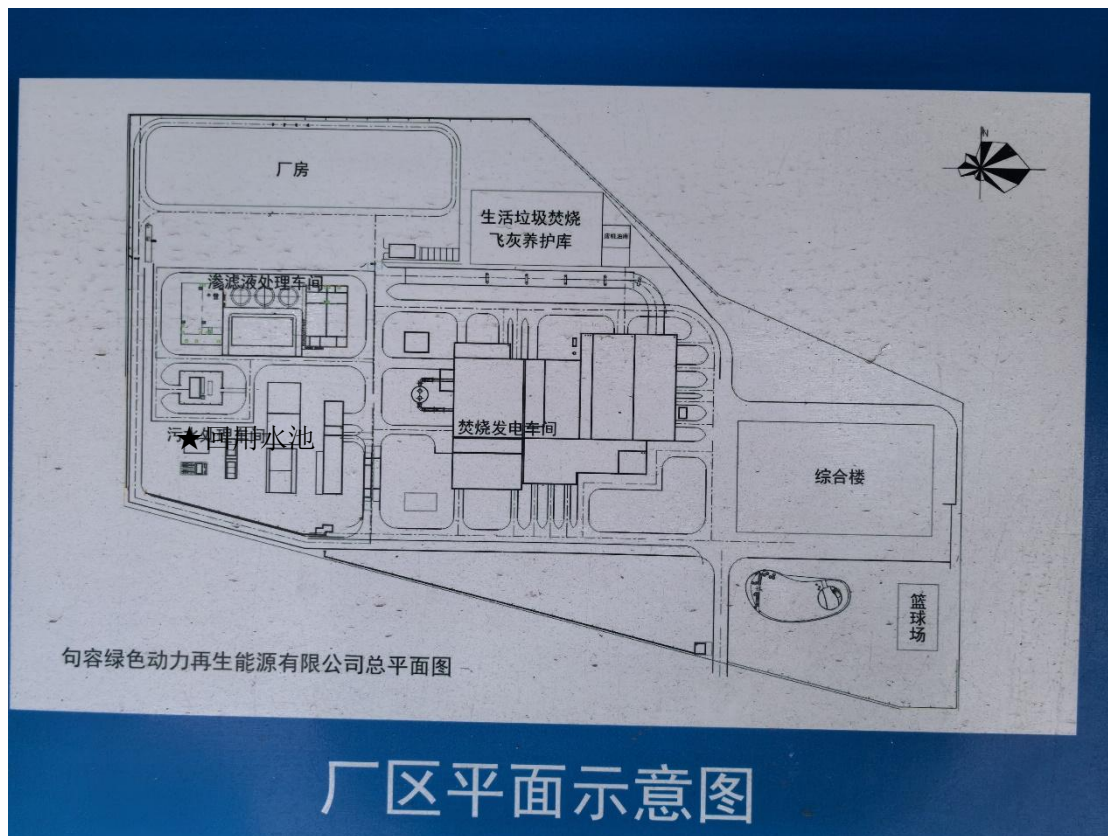 N
厂房
生活垃圾焚烧
飞灰养护库
渗滤液处理车间
焚烧发电车间
★回用水池
综合楼
篮球场
句容绿色动力再生能源有限公司总平面图
厂区平面示意图